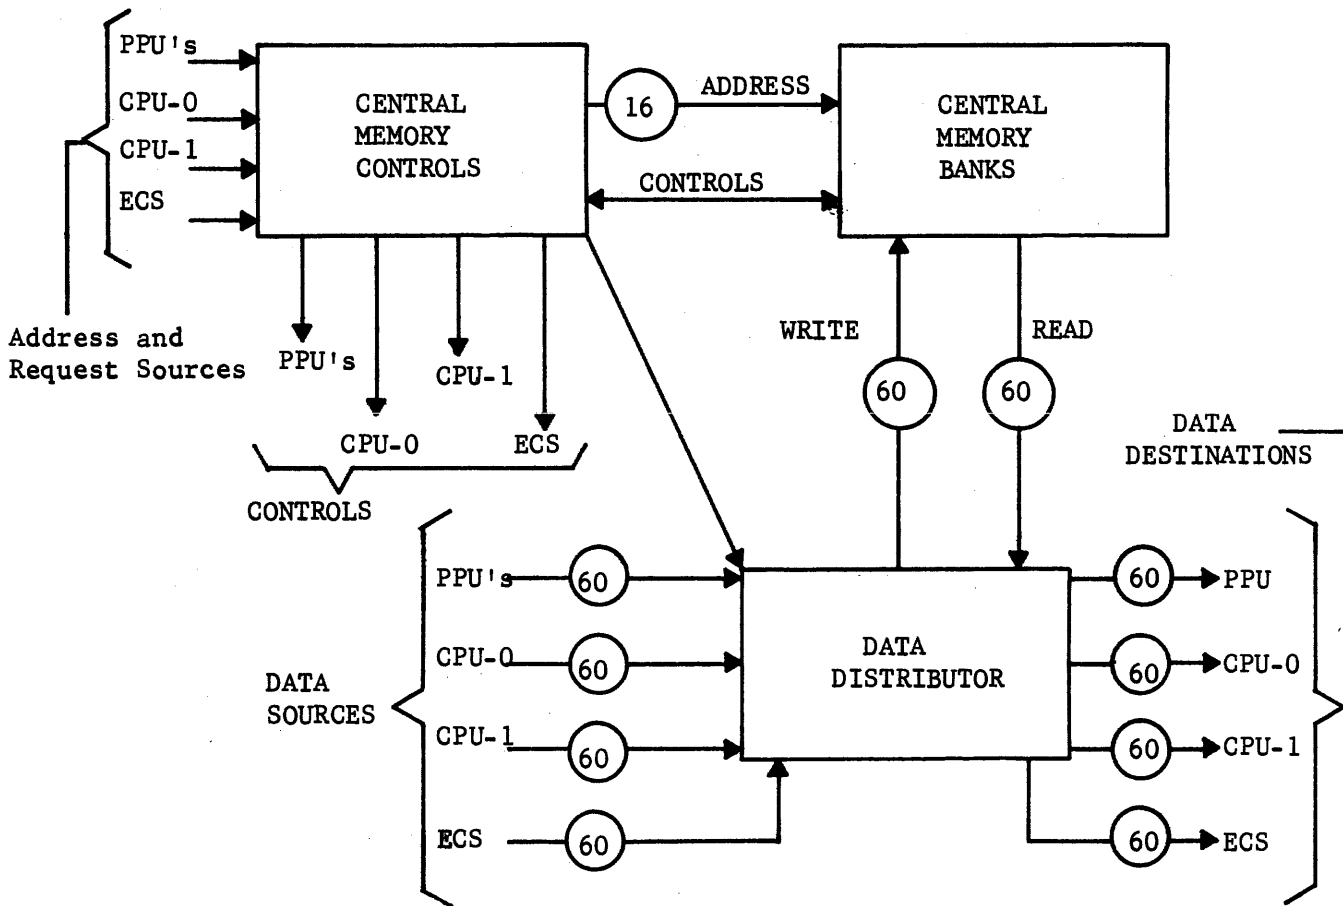 PPU's
CPU-0
CPU-1
ECS
Address and
Request Sources
CENTRAL
MEMORY
CONTROLS
16
ADDRESS
CONTROLS
CENTRAL
MEMORY
BANKS
PPU's
CPU-0
CPU-1
ECS
CONTROLS
WRITE
READ
60
60
DATA
DESTINATIONS
DATA
SOURCES
PPU's
60
CPU-0
60
CPU-1
60
ECS
60
DATA
DISTRIBUTOR
60
PPU
60
CPU-0
60
CPU-1
60
ECS